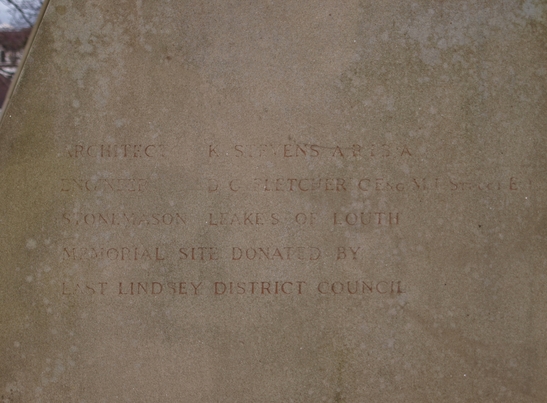 ARCHITECT K STEVENS A.R.I.B.A
ENGINEER FLETCHER
STONEMASON LEAKES OF LOUTH
MEMORIAL SITE DONATED BY
EAST LINDSEY DISTRICT COUNCIL